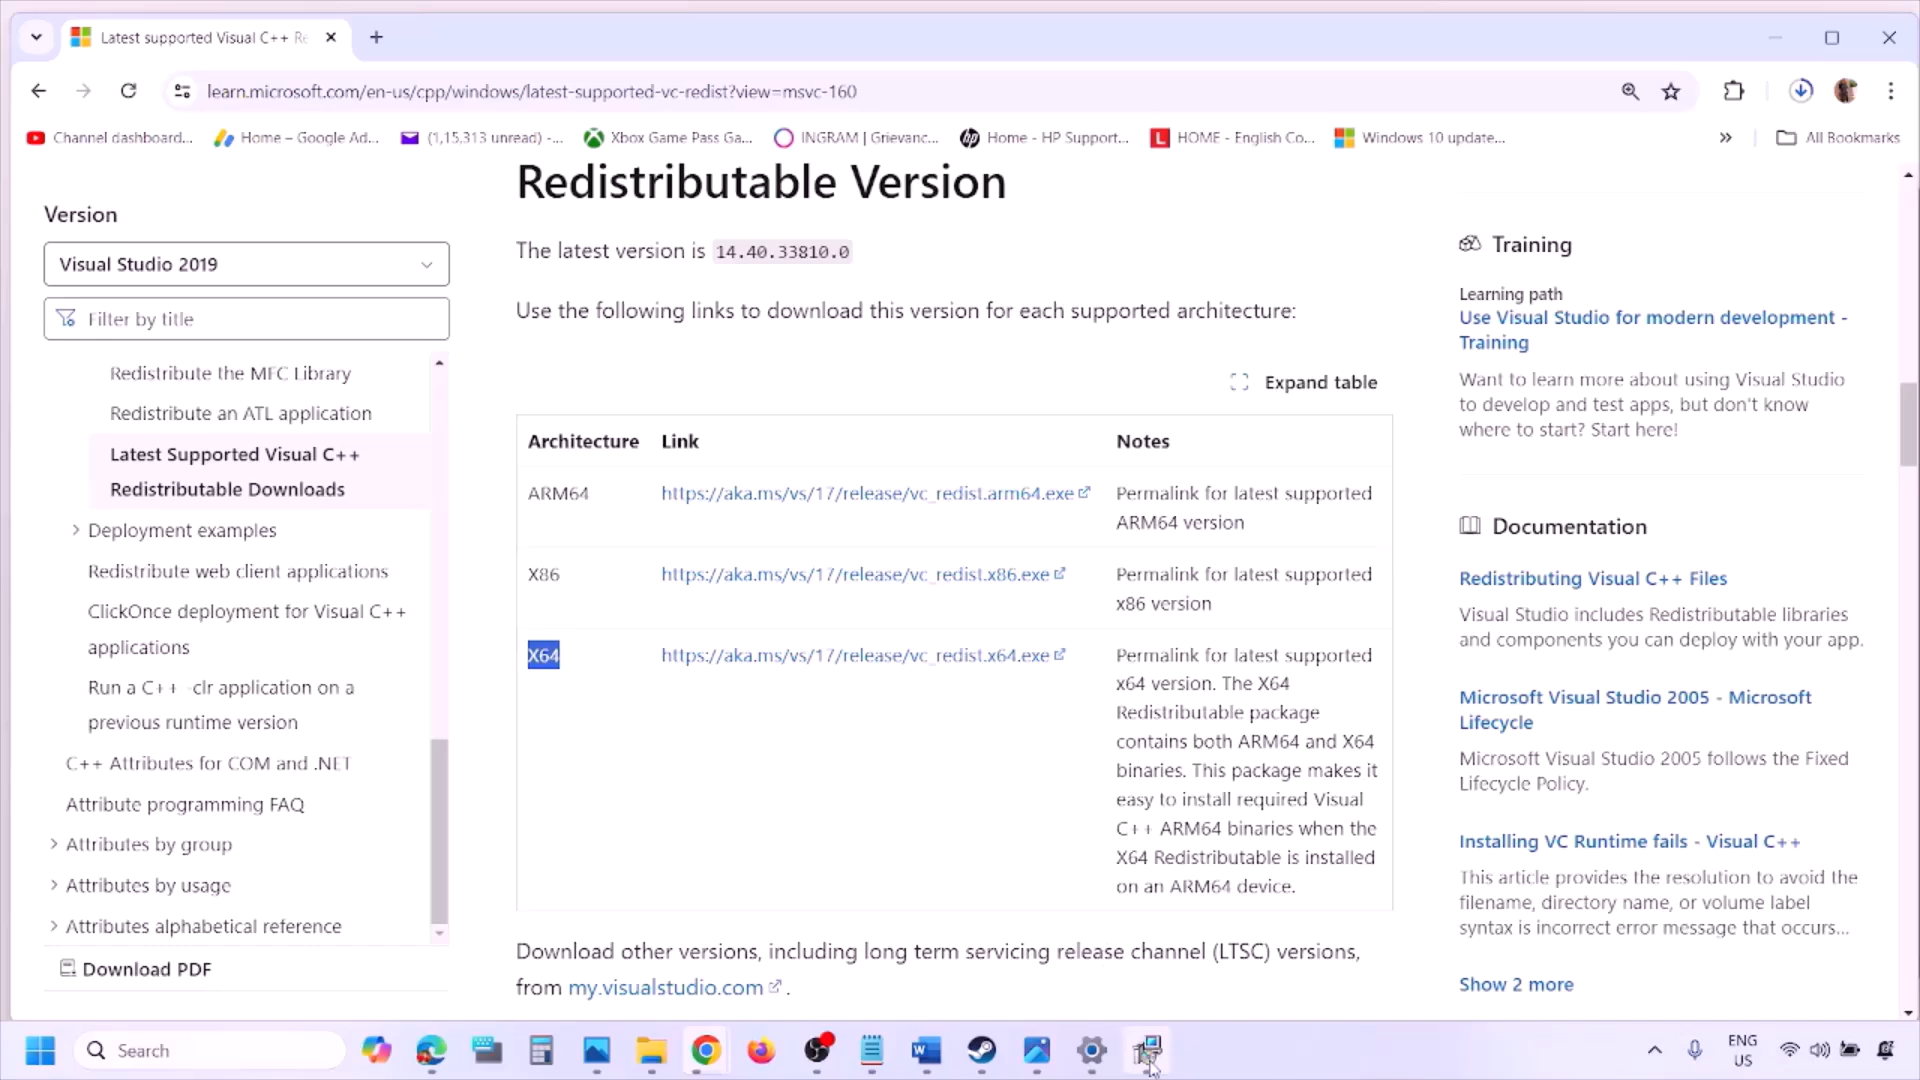 Latest supported Visual C++ Re
learn.microsoft.com/en-us/cpp/windows/latest-supported-vc-redist?view=msvc-160
Channel dashboard...
Home – Google Ad...
(1,15,313 unread) -...
Xbox Game Pass Ga...
INGRAM | Grievanc...
Home - HP Support...
HOME - English Co...
Windows 10 update...
All Bookmarks
Version
Visual Studio 2019
Filter by title
Redistribute the MFC Library
Redistribute an ATL application
Latest Supported Visual C++
Redistributable Downloads
Deployment examples
Redistribute web client applications
ClickOnce deployment for Visual C++
applications
Run a C++ -clr application on a
previous runtime version
C++ Attributes for COM and .NET
Attribute programming FAQ
Attributes by group
Attributes by usage
Attributes alphabetical reference
Download PDF
Redistributable Version
The latest version is 14.40.33810.0
Use the following links to download this version for each supported architecture:
Expand table
Architecture Link Notes
ARM64 https://aka.ms/vs/17/release/vc_redist.arm64.exe Permalink for latest supported
ARM64 version
X86 https://aka.ms/vs/17/release/vc_redist.x86.exe Permalink for latest supported
x86 version
X64 https://aka.ms/vs/17/release/vc_redist.x64.exe Permalink for latest supported
x64 version. The X64
Redistributable package
contains both ARM64 and X64
binaries. This package makes it
easy to install required Visual
C++ ARM64 binaries when the
X64 Redistributable is installed
on an ARM64 device.
Download other versions, including long term servicing release channel (LTSC) versions,
from my.visualstudio.com .
Training
Learning path
Use Visual Studio for modern development -
Training
Want to learn more about using Visual Studio
to develop and test apps, but don't know
where to start? Start here!
Documentation
Redistributing Visual C++ Files
Visual Studio includes Redistributable libraries
and components you can deploy with your app.
Microsoft Visual Studio 2005 - Microsoft
Lifecycle
Microsoft Visual Studio 2005 follows the Fixed
Lifecycle Policy.
Installing VC Runtime fails - Visual C++
This article provides the resolution to avoid the
filename, directory name, or volume label
syntax is incorrect error message that occurs...
Show 2 more
Search
ENG
US